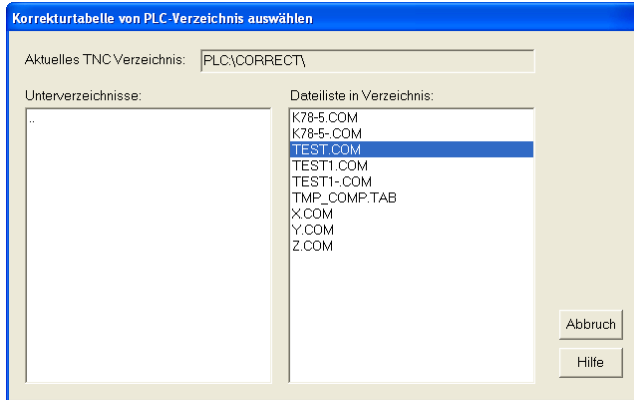 Korrekturtabelle von PLC-Verzeichnis auswählen
Aktuelles TNC Verzeichnis: PLC:\CORRECT\
Unterverzeichnisse:
..
Dateiliste in Verzeichnis:
K78-5.COM
K78-5-.COM
TEST.COM
TEST1.COM
TEST1-.COM
TMP_COMP.TAB
X.COM
Y.COM
Z.COM
Abbruch
Hilfe